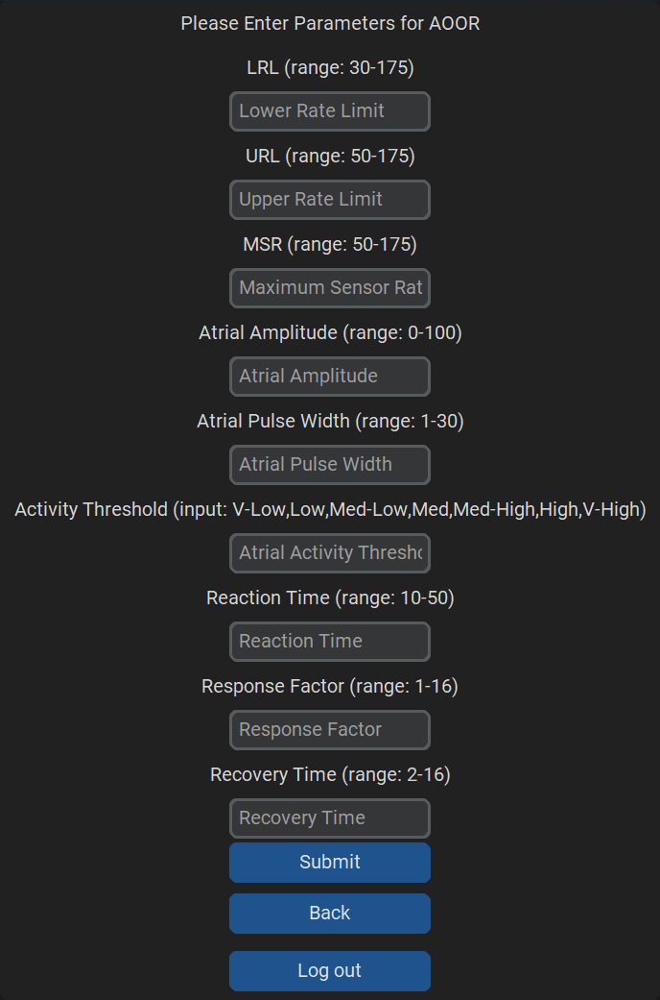 Please Enter Parameters for AOOR
LRL (range: 30-175)
Lower Rate Limit
URL (range: 50-175)
Upper Rate Limit
MSR (range: 50-175)
Maximum Sensor Rat
Atrial Amplitude (range: 0-100)
Atrial Amplitude
Atrial Pulse Width (range: 1-30)
Atrial Pulse Width
Activity Threshold (input: V-Low,Low,Med-Low,Med,Med-High,High,V-High)
Atrial Activity Thresho
Reaction Time (range: 10-50)
Reaction Time
Response Factor (range: 1-16)
Response Factor
Recovery Time (range: 2-16)
Recovery Time
Submit
Back
Log out